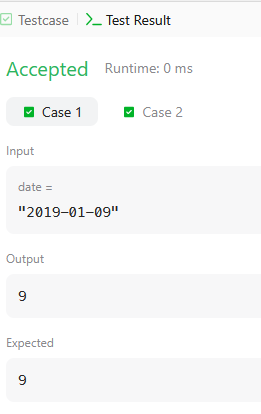 Testcase Test Result
Accepted Runtime: 0 ms
Case 1 Case 2
Input
date =
"2019-01-09"
Output
9
Expected
9